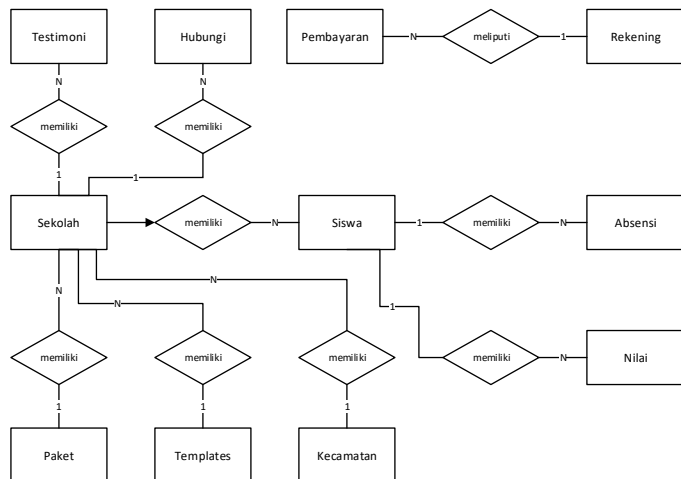 Testimoni
Hubungi
Pembayaran
N
meliputi
1
Rekening
N
N
memiliki
memiliki
1
1
Sekolah
memiliki
N
Siswa
1
memiliki
N
Absensi
N
N
N
1
memiliki
memiliki
memiliki
memiliki
N
Nilai
1
1
1
Paket
Templates
Kecamatan